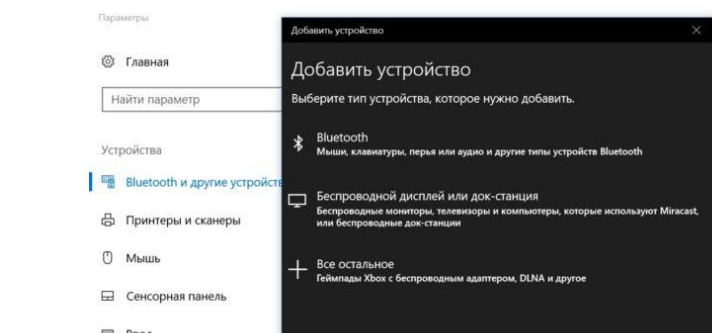 Параметры
Главная
Найти параметр
Устройства
Bluetooth и другие устройств
Принтеры и сканеры
Мышь
Сенсорная панель
Добавить устройство
Добавить устройство
Выберите тип устройства, которое нужно добавить.
Bluetooth
Мыши, клавиатуры, перья или аудио и другие типы устройств Bluetooth
Беспроводной дисплей или док-станция
Беспроводные мониторы, телевизоры и компьютеры, которые используют Miracast,
или беспроводные док-станции
Все остальное
Геймпады Xbox с беспроводным адаптером, DLNA и другое